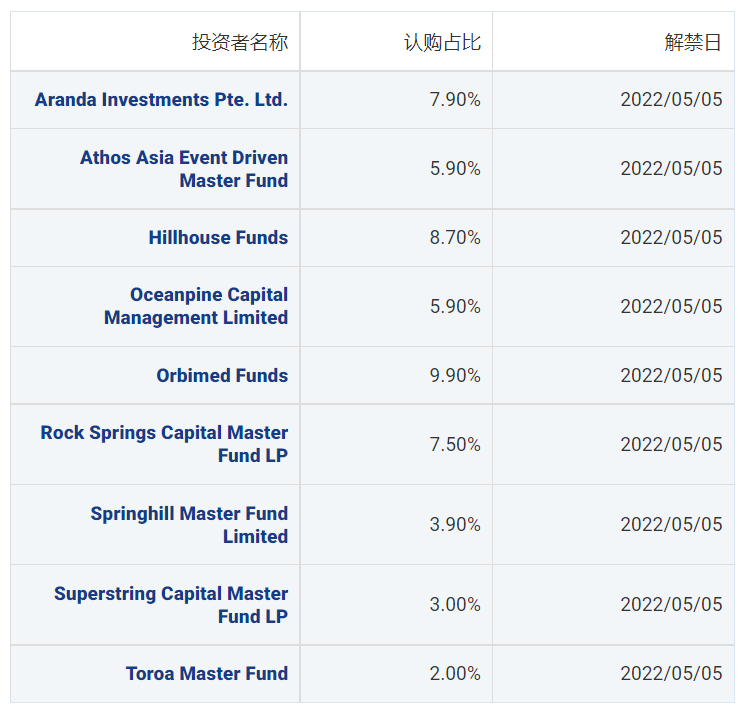 投资者名称 认购占比 解禁日
Aranda Investments Pte. Ltd. 7.90% 2022/05/05
Athos Asia Event Driven
Master Fund 5.90% 2022/05/05
Hillhouse Funds 8.70% 2022/05/05
Oceanpine Capital
Management Limited 5.90% 2022/05/05
Orbimed Funds 9.90% 2022/05/05
Rock Springs Capital Master
Fund LP 7.50% 2022/05/05
Springhill Master Fund
Limited 3.90% 2022/05/05
Superstring Capital Master
Fund LP 3.00% 2022/05/05
Toroa Master Fund 2.00% 2022/05/05